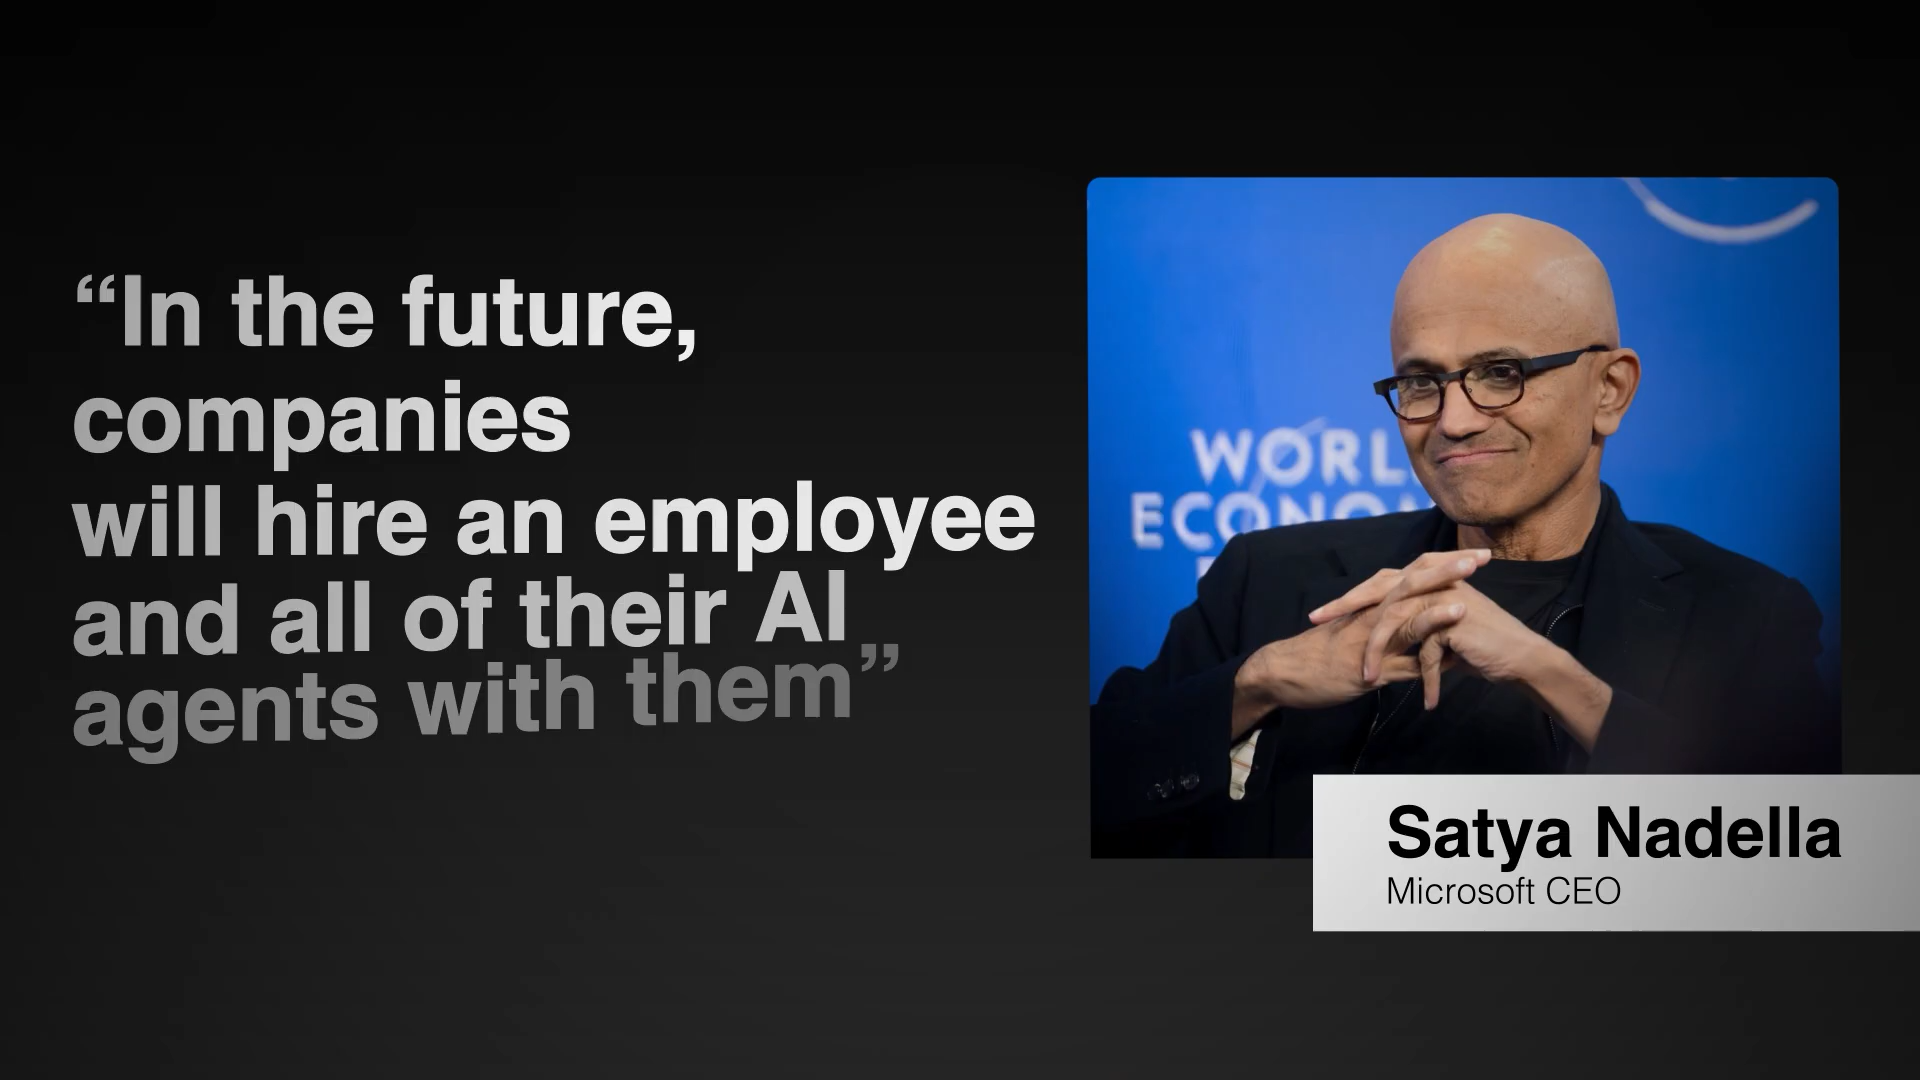 “In the future,
companies
will hire an employee
and all of their AI
agents with them”
WORL
ECONO
Satya Nadella
Microsoft CEO